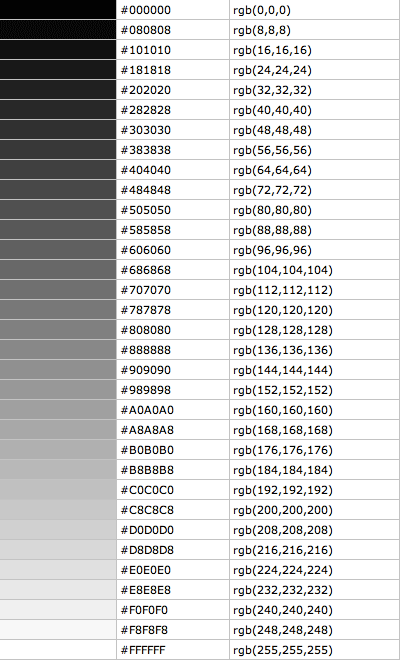 #000000 rgb(0,0,0)
#080808 rgb(8,8,8)
#101010 rgb(16,16,16)
#181818 rgb(24,24,24)
#202020 rgb(32,32,32)
#282828 rgb(40,40,40)
#303030 rgb(48,48,48)
#383838 rgb(56,56,56)
#404040 rgb(64,64,64)
#484848 rgb(72,72,72)
#505050 rgb(80,80,80)
#585858 rgb(88,88,88)
#606060 rgb(96,96,96)
#686868 rgb(104,104,104)
#707070 rgb(112,112,112)
#787878 rgb(120,120,120)
#808080 rgb(128,128,128)
#888888 rgb(136,136,136)
#909090 rgb(144,144,144)
#989898 rgb(152,152,152)
#A0A0A0 rgb(160,160,160)
#A8A8A8 rgb(168,168,168)
#B0B0B0 rgb(176,176,176)
#B8B8B8 rgb(184,184,184)
#C0C0C0 rgb(192,192,192)
#C8C8C8 rgb(200,200,200)
#D0D0D0 rgb(208,208,208)
#D8D8D8 rgb(216,216,216)
#E0E0E0 rgb(224,224,224)
#E8E8E8 rgb(232,232,232)
#F0F0F0 rgb(240,240,240)
#F8F8F8 rgb(248,248,248)
#FFFFFF rgb(255,255,255)